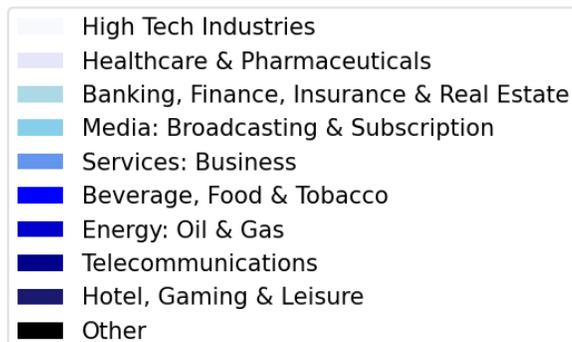 High Tech Industries
Healthcare & Pharmaceuticals
Banking, Finance, Insurance & Real Estate
Media: Broadcasting & Subscription
Services: Business
Beverage, Food & Tobacco
Energy: Oil & Gas
Telecommunications
Hotel, Gaming & Leisure
Other